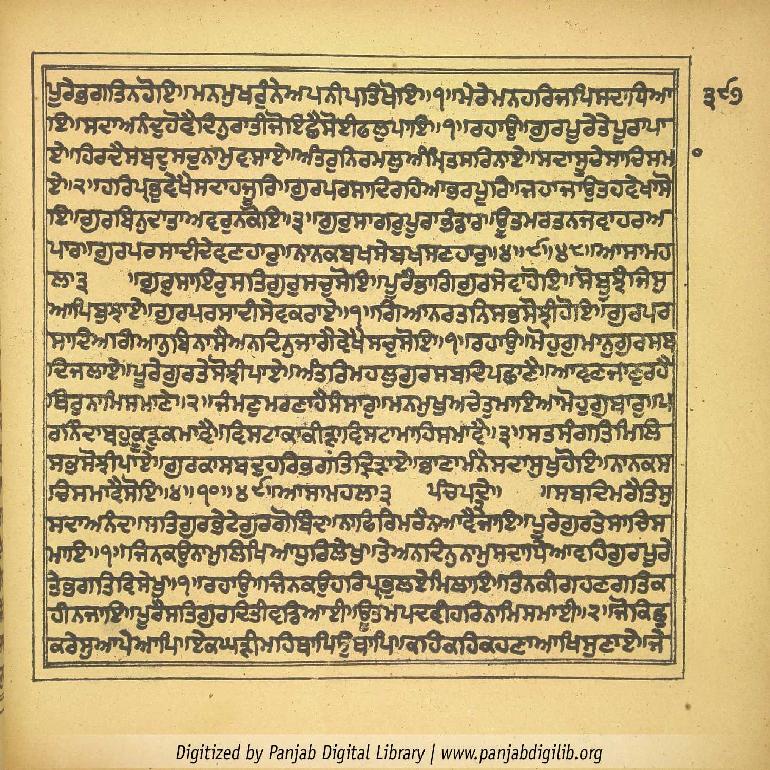 ਪੂਰੇਭਗਤਿਨਹੋਇ॥ਮਨਮੁਖਰੁੰਨੇਅਪਨੀਪਤਿਖੋਇ॥੧॥ਮੇਰੇਮਨਹਰਿਜਪਿਸਦਾਧਿਆ
ਇ॥ਸਦਾਅਨੰਦੁਹੋਵੈਦਿਨੁਰਾਤੀਜੋਇਛੈਸੋਈਫਲੁਪਾਇ॥੧॥ਰਹਾਉ॥ਗੁਰਪੂਰੇਤੇਪੂਰਾਪਾ
ਏ॥ਹਿਰਦੈਸਬਦੁਸਚੁਨਾਮੁਵਸਾਏ॥ਅੰਤਰੁਨਿਰਮਲੁਅੰਮ੍ਰਿਤਸਰਿਨਾਏ॥ਸਦਾਸੂਚੇਸਾਚਿਸਮ
ਏ॥੨॥ਹਰਿਪ੍ਰਭੁਵੇਖੈਸਦਾਹਜੂਰਿ॥ਗੁਰਪਰਸਾਦਿਰਹਿਆਭਰਪੂਰਿ॥ਜਹਾਜਾਉਤਹਵੇਖਾਸੋ
ਇ॥ਗੁਰਬਿਨੁਦਾਤਾਅਵਰੁਨਕੋਇ॥੩॥ਗੁਰੁਸਾਗਰੁਪੂਰਾਭੰਡਾਰ॥ਊਤਮਰਤਨਜਵਾਹਰਅ
ਪਾਰ॥ਗੁਰਪਰਸਾਦੀਦੇਵਣਹਾਰੁ॥ਨਾਨਕਬਖਸੇਬਖਸਣਹਾਰੁ॥੪॥੯॥੪੮॥ਆਸਾਮਹ
ਲਾ੩ ॥ਗੁਰੁਸਾਇਰੁਸਤਿਗੁਰੁਸਚੁਸੋਇ॥ਪੂਰੈਭਾਗਿਗੁਰਸੇਵਾਹੋਇ॥ਸੋਬੂਝੈਜਿਸੁ
ਆਪਿਬੁਝਾਏ॥ਗੁਰਪਰਸਾਦੀਸੇਵਕਰਾਏ॥੧॥ਗਿਆਨਰਤਨਿਸਭਸੋਝੀਹੋਇ॥ਗੁਰਪਰ
ਸਾਦਿਅਗਿਆਨੁਬਿਨਾਸੈਅਨਦਿਨੁਜਾਗੈਵੇਖੈਸਚੁਸੋਇ॥੧॥ਰਹਾਉ॥ਮੋਹੁਗੁਮਾਨੁਗੁਰਸਬ
ਦਿਜਲਾਏ॥ਪੂਰੇਗੁਰਤੇਸੋਝੀਪਾਏ॥ਅੰਤਰਿਮਹਲੁਗੁਰਸਬਦਿਪਛਾਣੈ॥ਆਵਣਜਾਣੁਰਹੈ
ਥਿਰੁਨਾਮਿਸਮਾਣੇ॥੨॥ਜੰਮਣੁਮਰਣਾਹੈਸੰਸਾਰੁ॥ਮਨਮੁਖੁਅਚੇਤੁਮਾਇਆਮੋਹੁਗੁਬਾਰੁ॥ਪ
ਰਨਿੰਦਾਬਹੁਕੂੜੁਕਮਾਵੈ॥ਵਿਸਟਾਕਾਕੀੜਾਵਿਸਟਾਮਾਹਿਸਮਾਵੈ॥੩॥ਸਤਸੰਗਤਿਮਿਲਿ
ਸਭਸੋਝੀਪਾਏ॥ਗੁਰਕਾਸਬਦੁਹਰਿਭਗਤਿਦ੍ਰਿੜਾਏ॥ਭਾਣਾਮੰਨੇਸਦਾਸੁਖੁਹੋਇ॥ਨਾਨਕਸ
ਚਿਸਮਾਵੈਸੋਇ॥੪॥੧੦॥੪੯॥ਆਸਾਮਹਲਾ੩ ਪੰਚਪਦੇ॥ ॥ਸਬਦਿਮਰੈਤਿਸੁ
ਸਦਾਅਨੰਦ॥ਸਤਿਗੁਰਭੇਟੇਗੁਰਗੋਬਿੰਦ॥ਨਾਫਿਰਿਮਰੈਨਆਵੈਜਾਇ॥ਪੂਰੇਗੁਰਤੇਸਾਚਿਸ
ਮਾਇ॥੧॥ਜਿਨਕਉਨਾਮੁਲਿਖਿਆਧੁਰਿਲੇਖੁ॥ਤੇਅਨਦਿਨੁਨਾਮੁਸਦਾਧਿਆਵਹਿਗੁਰਪੂਰੇ
ਤੇਭਗਤਿਵਿਸੇਖੁ॥੧॥ਰਹਾਉ॥ਜਿਨਕਉਹਰਿਪ੍ਰਭੁਲਏਮਿਲਾਇ॥ਤਿਨਕੀਗਹਣਗਤਿਕ
ਹੀਨਜਾਇ॥ਪੂਰੈਸਤਿਗੁਰਦਿਤੀਵਡਿਆਈ॥ਊਤਮਪਦਵੀਹਰਿਨਾਮਿਸਮਾਈ॥੨॥ਜੋਕਿਛੁ
ਕਰੇਸੁਆਪੇਆਪਿ॥ਏਕਘੜੀਮਹਿਥਾਪਿਉਥਾਪਿ॥ਕਹਿਕਹਿਕਹਣਾਆਖਿਸੁਣਾਏ॥ਜੇ
੩੯੭
Digitized by Panjab Digital Library | www.panjabdigilib.org